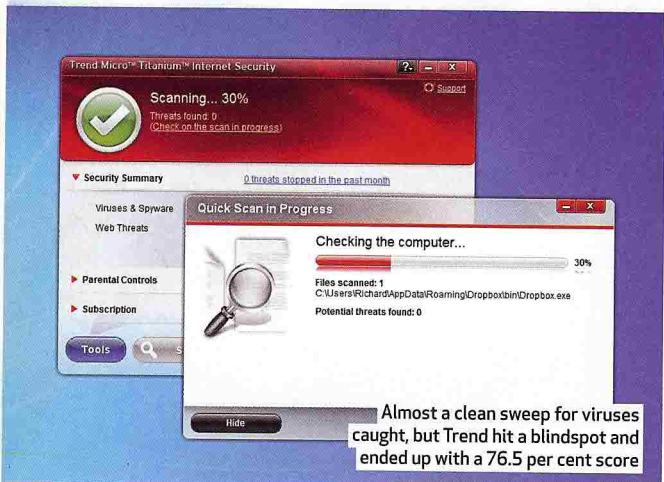 Trend Micro™ Titanium™ Internet Security
?
Scanning... 30%
Support
Threats found: 0
(Check on the scan in progress)
Security Summary
0 threats stopped in the past month
Viruses & Spyware
Web Threats
Parental Controls
Subscription
Tools
S
Quick Scan in Progress
Checking the computer...
30%
Files scanned: 1
C:\Users\Richard\AppData\Roaming\Dropbox\bin\Dropbox.exe
Potential threats found: 0
Hide
Almost a clean sweep for viruses
caught, but Trend hit a blindspot and
ended up with a 76.5 per cent score